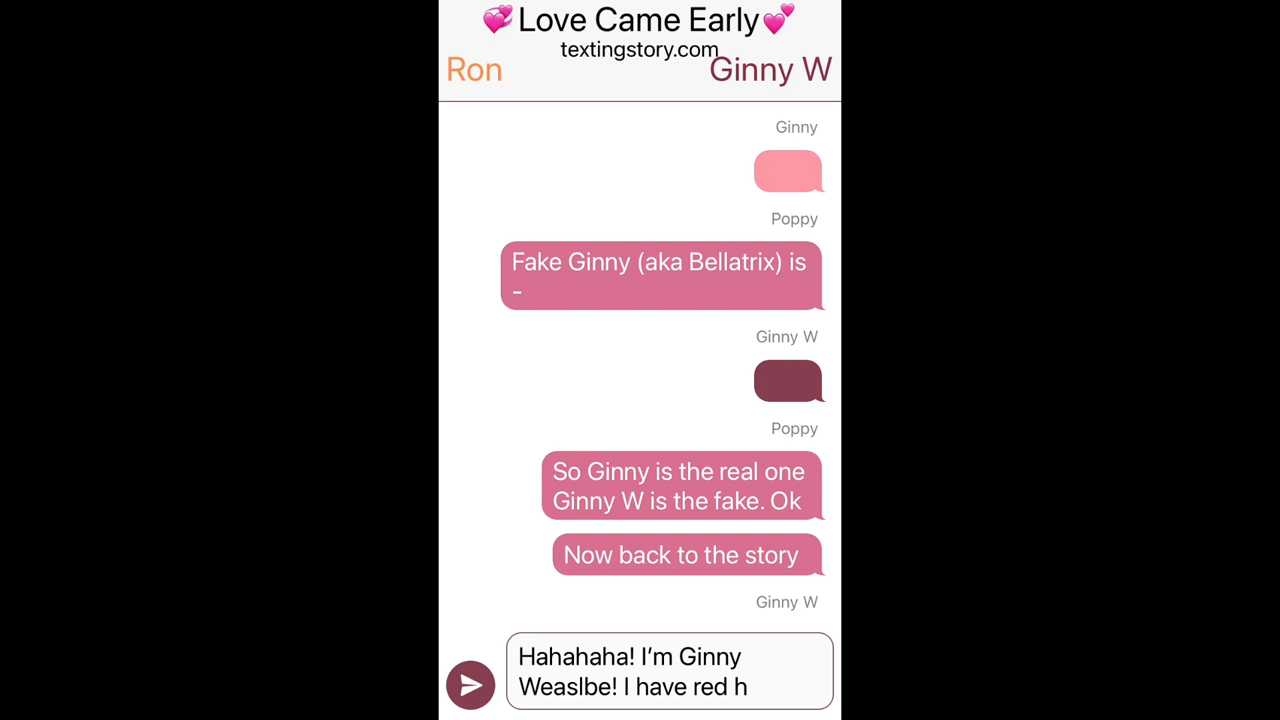 💞Love Came Early💕
textingstory.com
Ron
Ginny W
Ginny
Poppy
Fake Ginny (aka Bellatrix) is
-
Ginny W
Poppy
So Ginny is the real one
Ginny W is the fake. Ok
Now back to the story
Ginny W
Hahahaha! I’m Ginny
Weaslbe! I have red h